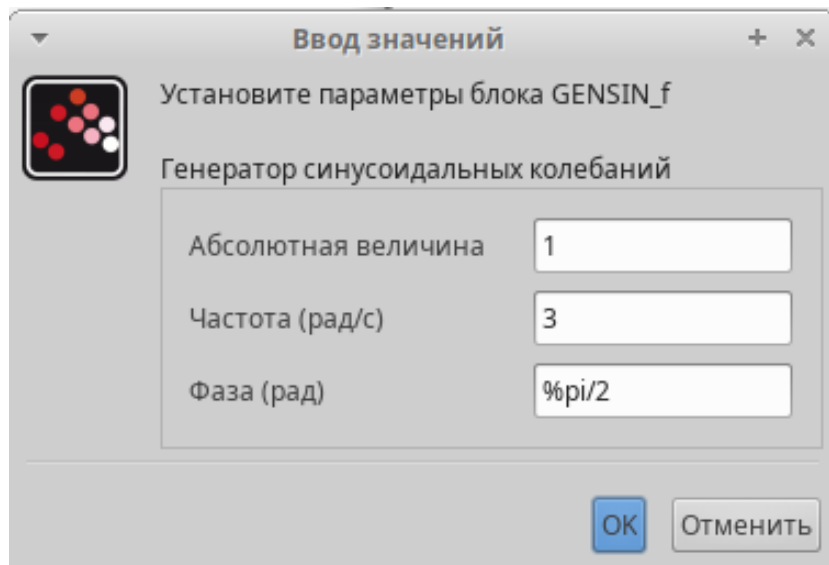 Ввод значений
Установите параметры блока GENSIN_f
Генератор синусоидальных колебаний
Абсолютная величина 1
Частота (рад/с) 3
Фаза (рад) %pi/2
OK Отменить